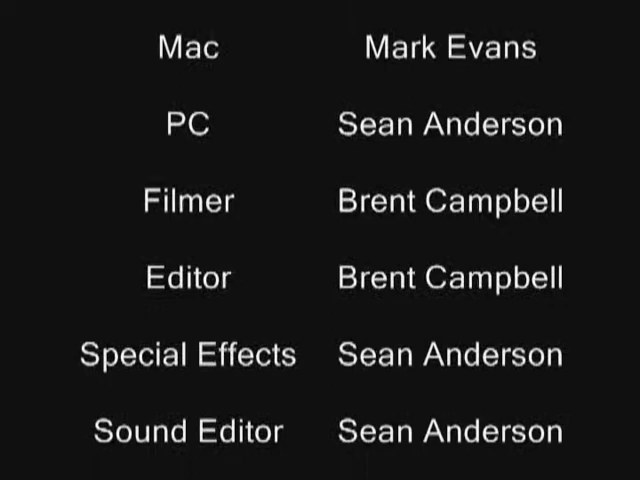 Mac Mark Evans
PC Sean Anderson
Filmer Brent Campbell
Editor Brent Campbell
Special Effects Sean Anderson
Sound Editor Sean Anderson